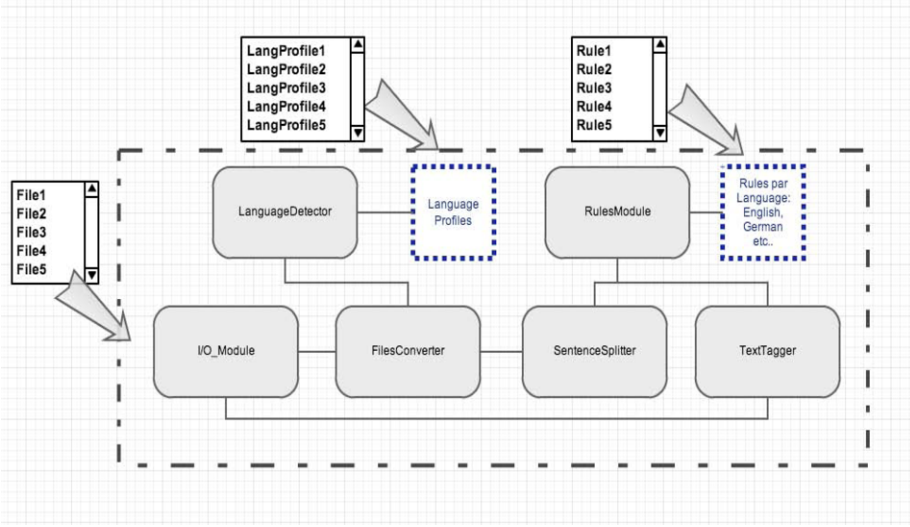 LangProfile1
LangProfile2
LangProfile3
LangProfile4
LangProfile5
Rule1
Rule2
Rule3
Rule4
Rule5
File1
File2
File3
File4
File5
LanguageDetector
Language
Profiles
RulesModule
Rules par
Language:
English,
German
etc..
I/O_Module
FilesConverter
SentenceSplitter
TextTagger